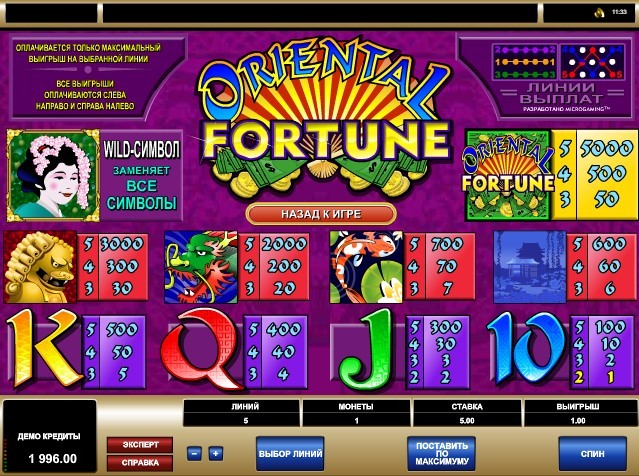 11:33
ОПЛАЧИВАЕТСЯ ТОЛЬКО МАКСИМАЛЬНЫЙ
ВЫИГРЫШ НА ВЫБРАННОЙ ЛИНИИ
ВСЕ ВЫИГРЫШИ
ОПЛАЧИВАЮТСЯ СЛЕВА
НАПРАВО И СПРАВА НАЛЕВО
ORIENTAL
FORTUNE
ЛИНИИ
ВЫПЛАТ
РАЗРАБОТАНО MICROGAMING™
WILD-СИМВОЛ
ЗАМЕНЯЕТ
ВСЕ
СИМВОЛЫ
ORIENTAL
FORTUNE
5 5000
4 500
3 50
НАЗАД К ИГРЕ
5 3000
4 300
3 30
5 2000
4 200
3 20
5 700
4 70
3 7
5 600
4 60
3 6
K
5 500
4 50
3 5
Q
5 400
4 40
3 4
J
5 300
4 30
3 3
2 2
10
5 100
4 10
3 2
2 1
ДЕМО КРЕДИТЫ
1 996.00
ЛИНИЙ
5
МОНЕТЫ
1
СТАВКА
5.00
ВЫИГРЫШ
1.00
ЭКСПЕРТ
СПРАВКА
- +
ВЫБОР ЛИНИЙ
ПОСТАВИТЬ
ПО
МАКСИМУМУ
СПИН